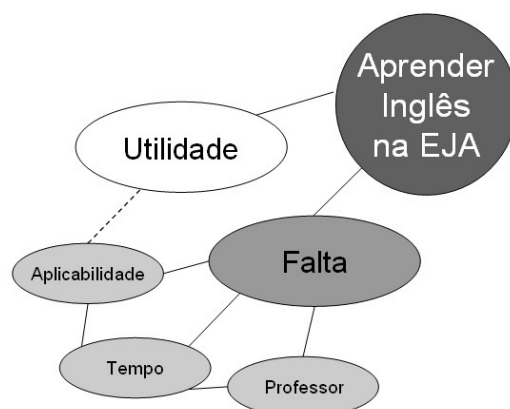 Aprender
Inglês
na EJA
Utilidade
Falta
Aplicabilidade
Tempo
Professor